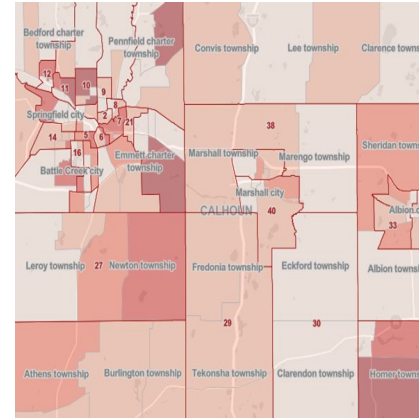 Bedford charter
township
Pennfield charter
township
Convis township
Lee township
Clarence towns
12
10
11
9
8
2
7
21
Springfield city
14
5
6
16
Emmett charter
township
Battle Creek city
38
Marshall township
Marengo township
Sheridan townsh
Marshall city
40
CALHOUN
Albion c
33
Leroy township
27
Newton township
Fredonia township
Eckford township
Albion towns
29
30
Athens township
Burlington township
Tekonsha township
Clarendon township
Homer towns